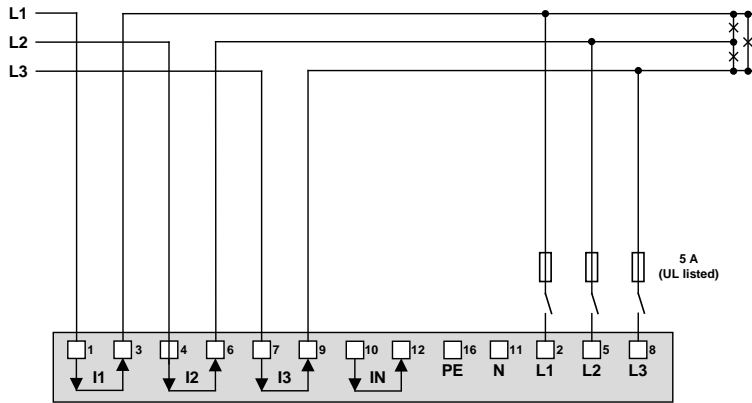 L1
L2
L3
5 A
(UL listed)
1 3 4 6 7 9 10 12 16 11 2 5 8
I1 I2 I3 IN PE N L1 L2 L3